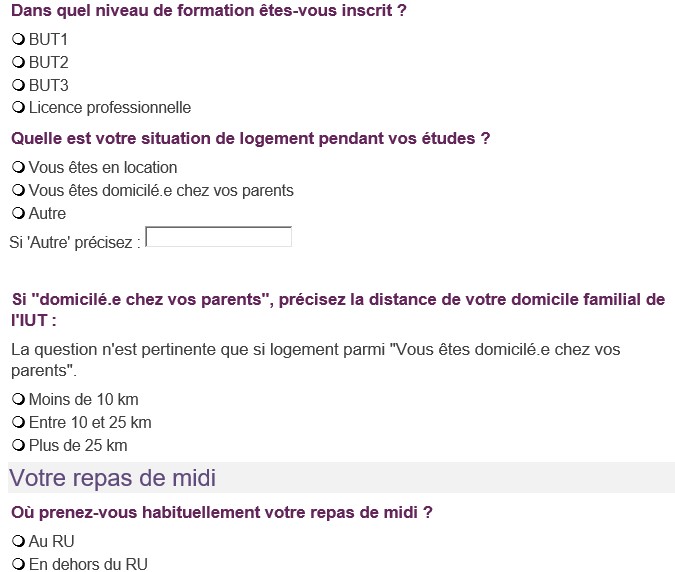 Dans quel niveau de formation êtes-vous inscrit ?
BUT1
BUT2
BUT3
Licence professionnelle
Quelle est votre situation de logement pendant vos études ?
Vous êtes en location
Vous êtes domicilé.e chez vos parents
Autre
Si 'Autre' précisez :
Si "domicilé.e chez vos parents", précisez la distance de votre domicile familial de
l'IUT :
La question n'est pertinente que si logement parmi "Vous êtes domicilé.e chez vos
parents".
Moins de 10 km
Entre 10 et 25 km
Plus de 25 km
Votre repas de midi
Où prenez-vous habituellement votre repas de midi ?
Au RU
En dehors du RU